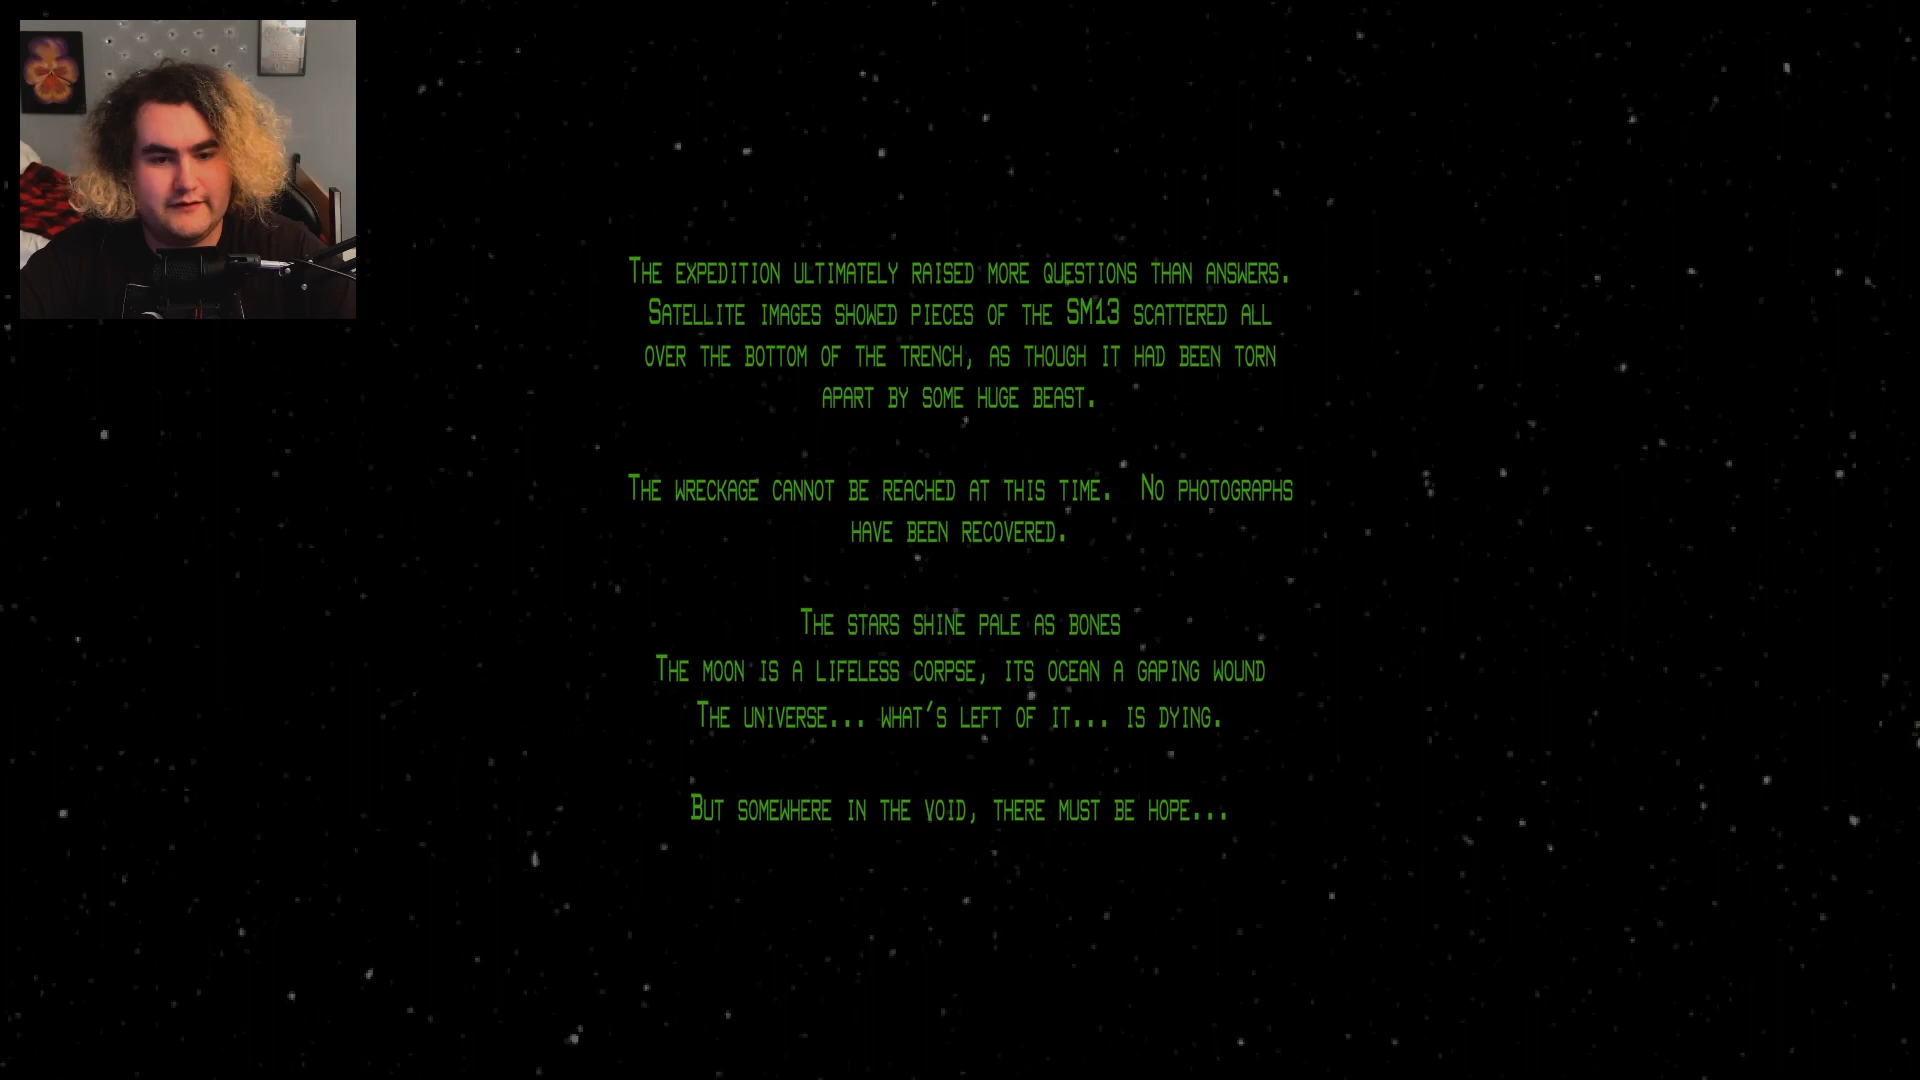 The expedition ultimately raised more questions than answers.
Satellite images showed pieces of the SM13 scattered all
over the bottom of the trench, as though it had been torn
apart by some huge beast.
The wreckage cannot be reached at this time.  No photographs
have been recovered.
The stars shine pale as bones
The moon is a lifeless corpse, its ocean a gaping wound
The universe... what's left of it... is dying.
But somewhere in the void, there must be hope...